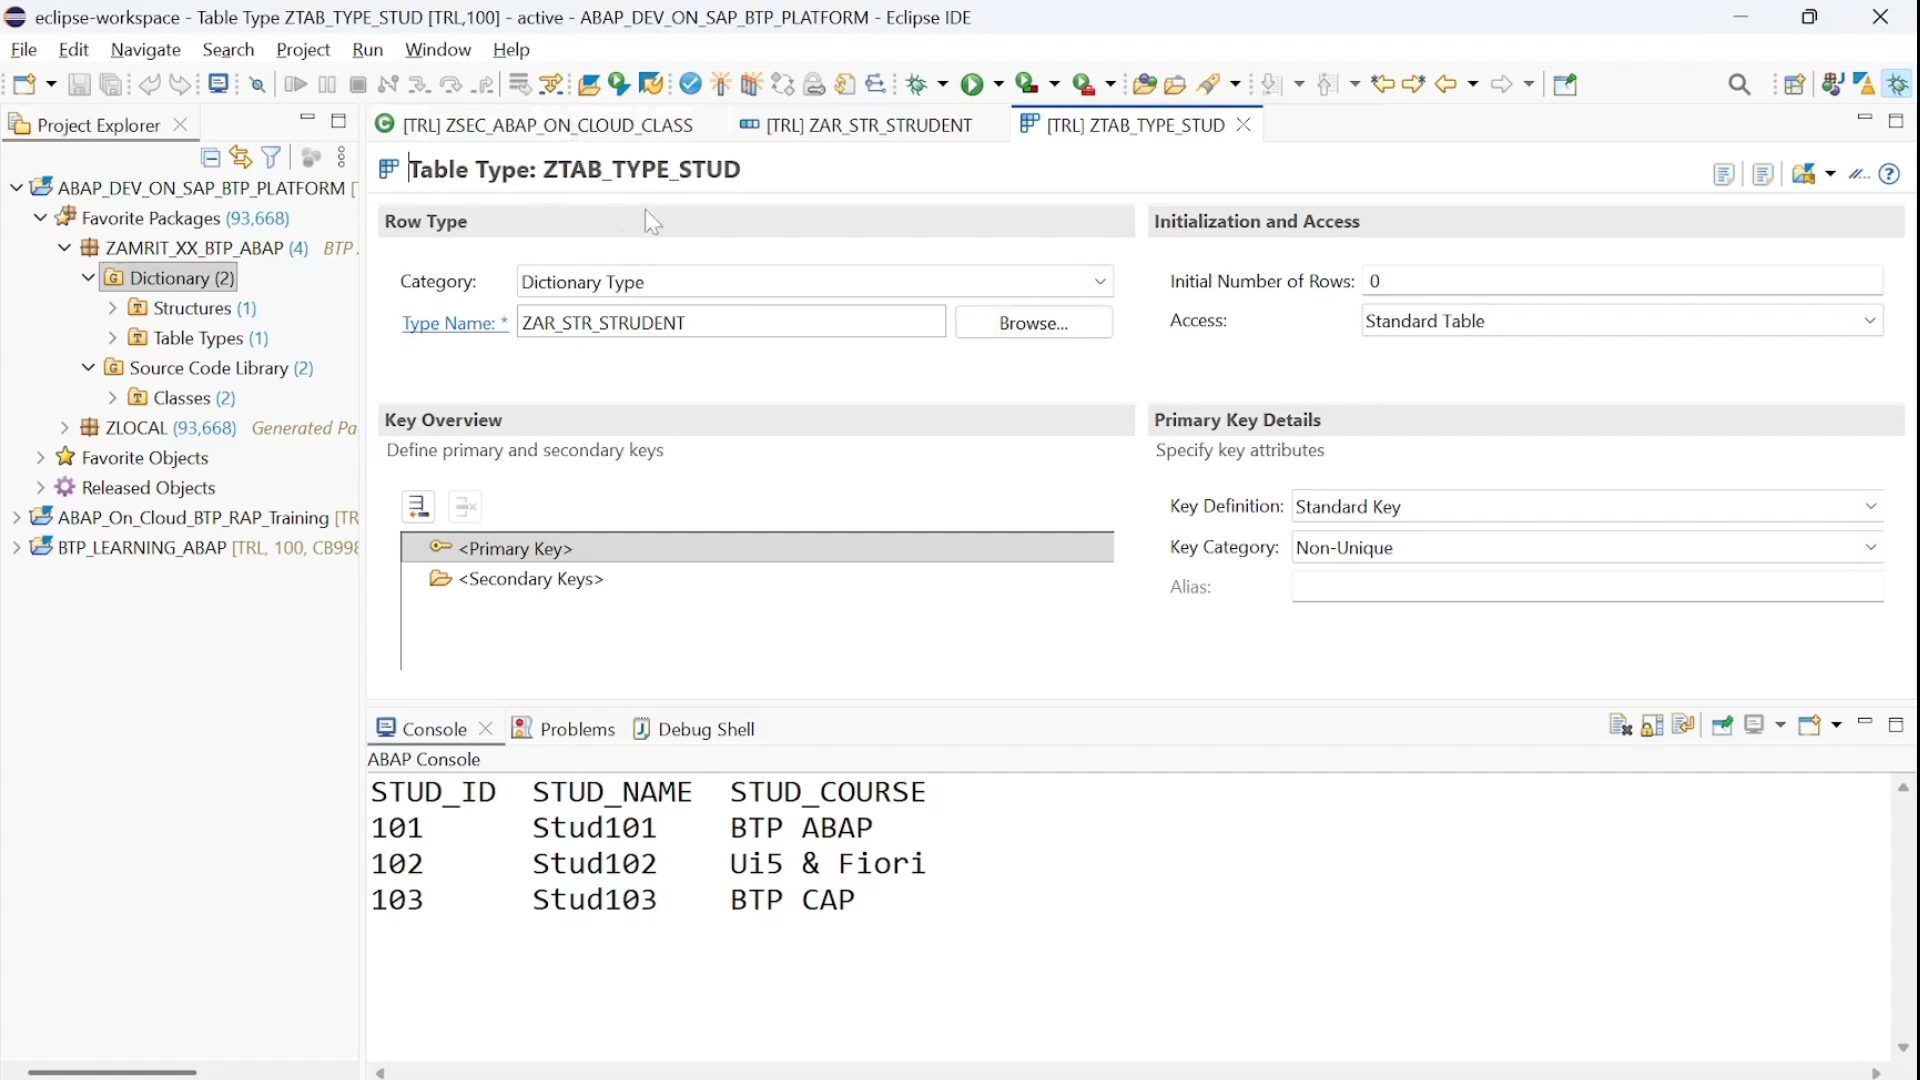 eclipse-workspace - Table Type ZTAB_TYPE_STUD [TRL,100] - active - ABAP_DEV_ON_SAP_BTP_PLATFORM - Eclipse IDE
File Edit Navigate Search Project Run Window Help
Project Explorer
[TRL] ZSEC_ABAP_ON_CLOUD_CLASS
[TRL] ZAR_STR_STRUDENT
[TRL] ZTAB_TYPE_STUD
ABAP_DEV_ON_SAP_BTP_PLATFORM [T
Favorite Packages (93,668)
ZAMRIT_XX_BTP_ABAP (4) BTP
Dictionary (2)
Structures (1)
Table Types (1)
Source Code Library (2)
Classes (2)
ZLOCAL (93,668) Generated Pa
Favorite Objects
Released Objects
ABAP_On_Cloud_BTP_RAP_Training [TR
BTP_LEARNING_ABAP [TRL, 100, CB998
Table Type: ZTAB_TYPE_STUD
Row Type
Category: Dictionary Type
Type Name: * ZAR_STR_STRUDENT Browse...
Initialization and Access
Initial Number of Rows: 0
Access: Standard Table
Key Overview
Define primary and secondary keys
<Primary Key>
<Secondary Keys>
Primary Key Details
Specify key attributes
Key Definition: Standard Key
Key Category: Non-Unique
Alias:
Console
Problems
Debug Shell
ABAP Console
STUD_ID STUD_NAME STUD_COURSE
101 Stud101 BTP ABAP
102 Stud102 Ui5 & Fiori
103 Stud103 BTP CAP